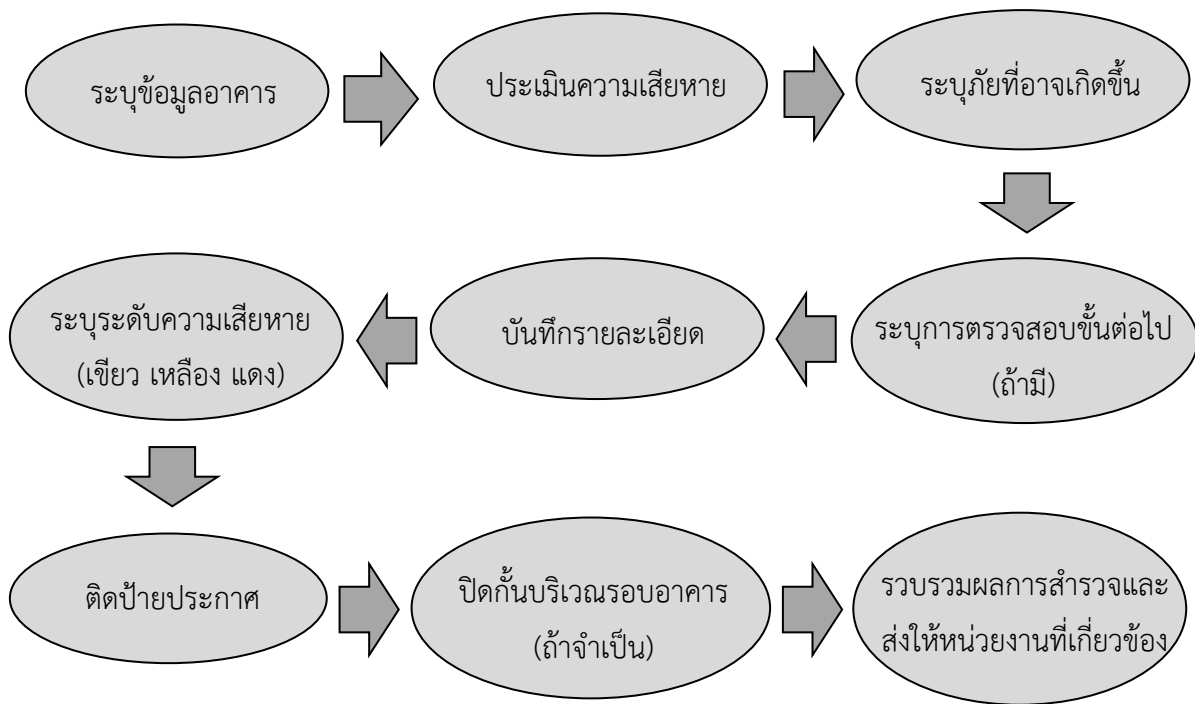 ระบุข้อมูลอาคาร
ประเมินความเสียหาย
ระบุภัยที่อาจเกิดขึ้น
ระบุการตรวจสอบขั้นต่อไป
(ถ้ามี)
บันทึกรายละเอียด
ระบุระดับความเสียหาย
(เขียว เหลือง แดง)
ติดป้ายประกาศ
ปิดกั้นบริเวณรอบอาคาร
(ถ้าจำเป็น)
รวบรวมผลการสำรวจและ
ส่งให้หน่วยงานที่เกี่ยวข้อง